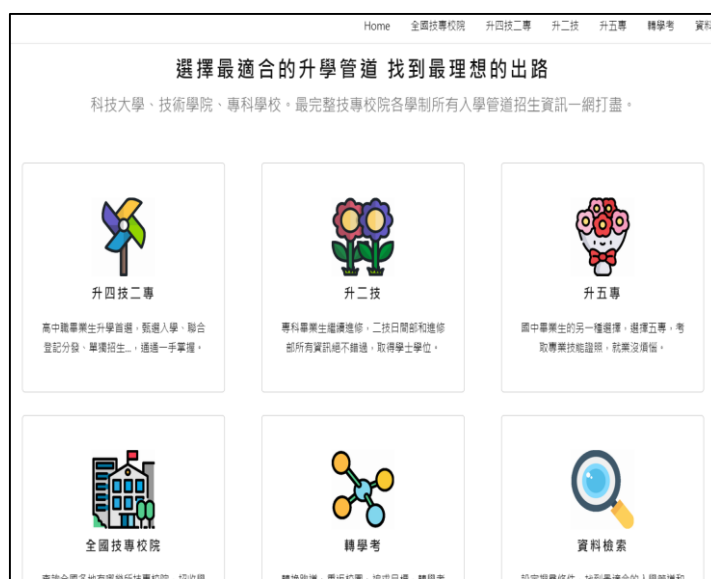 Home 全國技專校院 升四技二專 升二技 升五專 轉學考 資料
選擇最適合的升學管道 找到最理想的出路
科技大學、技術學院、專科學校。最完整技專校院各學制所有入學管道招生資訊一網打盡。
升四技二專
高中職畢業生升學首選，甄選入學、聯合
登記分發、單獨招生...，通通一手掌握。
升二技
專科畢業生繼續進修，二技日間部和進修
部所有資訊絕不錯過，取得學士學位。
升五專
國中畢業生的另一種選擇，選擇五專，考
取專業技能證照，就業沒煩惱。
全國技專校院
轉學考
資料檢索